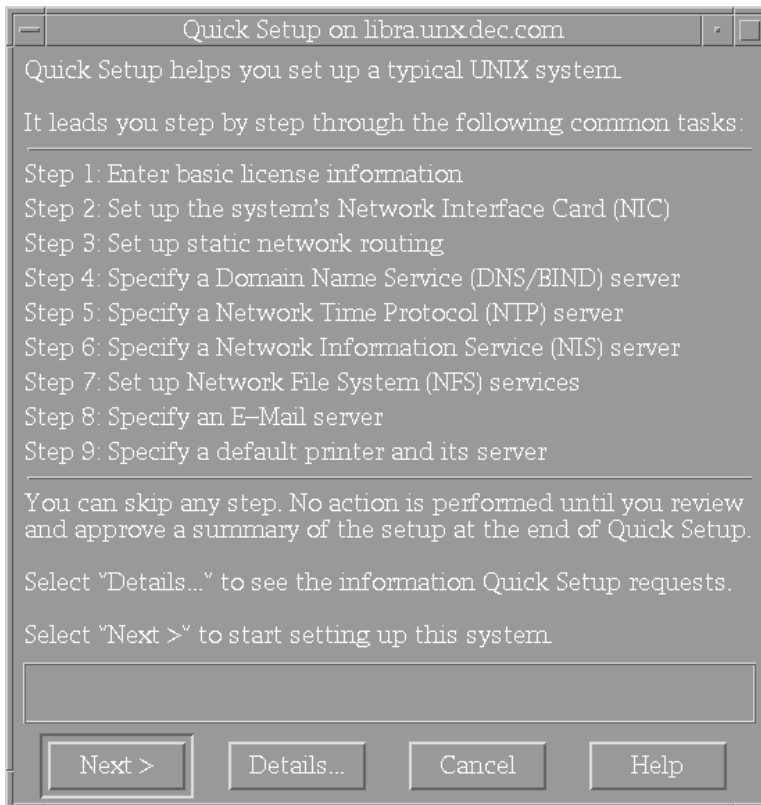 Quick Setup on libra.unx.dec.com
Quick Setup helps you set up a typical UNIX system.
It leads you step by step through the following common tasks:
Step 1: Enter basic license information
Step 2: Set up the system's Network Interface Card (NIC)
Step 3: Set up static network routing
Step 4: Specify a Domain Name Service (DNS/BIND) server
Step 5: Specify a Network Time Protocol (NTP) server
Step 6: Specify a Network Information Service (NIS) server
Step 7: Set up Network File System (NFS) services
Step 8: Specify an E-Mail server
Step 9: Specify a default printer and its server
You can skip any step. No action is performed until you review
and approve a summary of the setup at the end of Quick Setup.
Select "Details..." to see the information Quick Setup requests.
Select "Next >" to start setting up this system.
Next > Details... Cancel Help